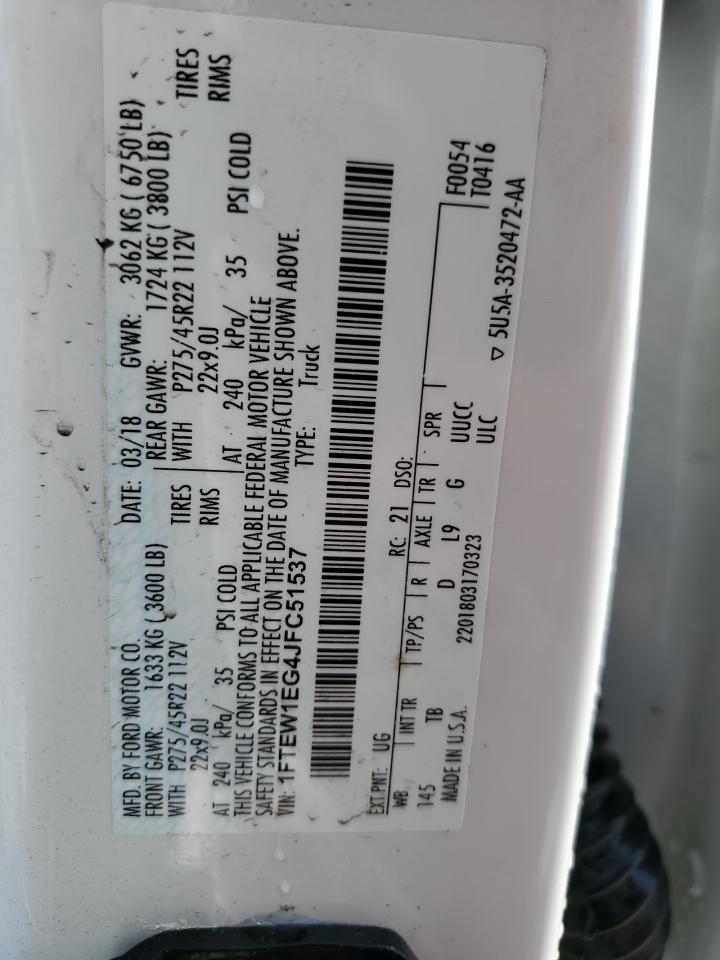 MFD. BY FORD MOTOR CO. DATE: 03/18 GVWR: 3062 KG ( 6750 LB)
FRONT GAWR: 1633 KG ( 3600 LB) REAR GAWR: 1724 KG ( 3800 LB)
WITH P275/45R22 112V TIRES WITH P275/45R22 112V TIRES
22x9.0J RIMS 22x9.0J RIMS
AT 240 kPa/ 35 PSI COLD AT 240 kPa/ 35 PSI COLD
THIS VEHICLE CONFORMS TO ALL APPLICABLE FEDERAL MOTOR VEHICLE
SAFETY STANDARDS IN EFFECT ON THE DATE OF MANUFACTURE SHOWN ABOVE.
VIN: 1FTEW1EG4JFC51537 TYPE: Truck
EXT PNT: UG RC: 21 DSO: F0054
WB INT TR TP/PS R AXLE TR SPR T0416
145 TB D L9 G UUCC
MADE IN U.S.A. 2201803170323 ULC ▽ 5U5A-3520472-AA